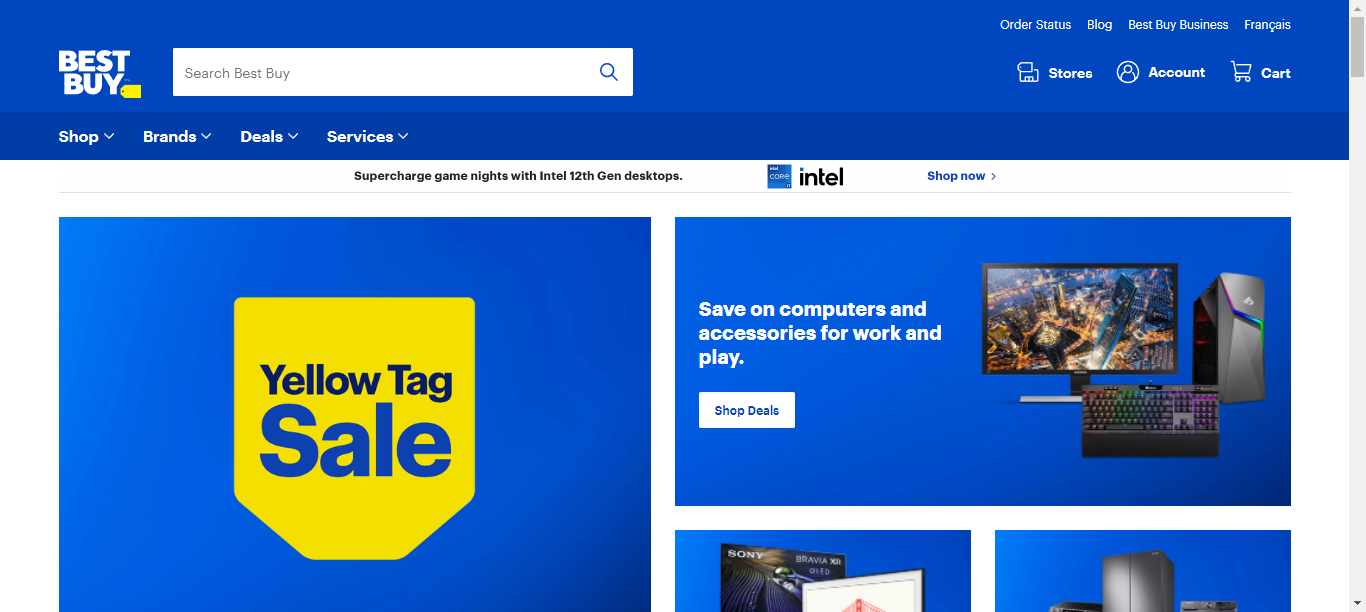 Order Status Blog Best Buy Business Français
BEST
BUY
Search Best Buy
Stores Account Cart
Shop Brands Deals Services
Supercharge game nights with Intel 12th Gen desktops. intel CORE i7 intel Shop now
Yellow Tag
Sale
Save on computers and
accessories for work and
play.
Shop Deals
SONY BRAVIA XR
OLED